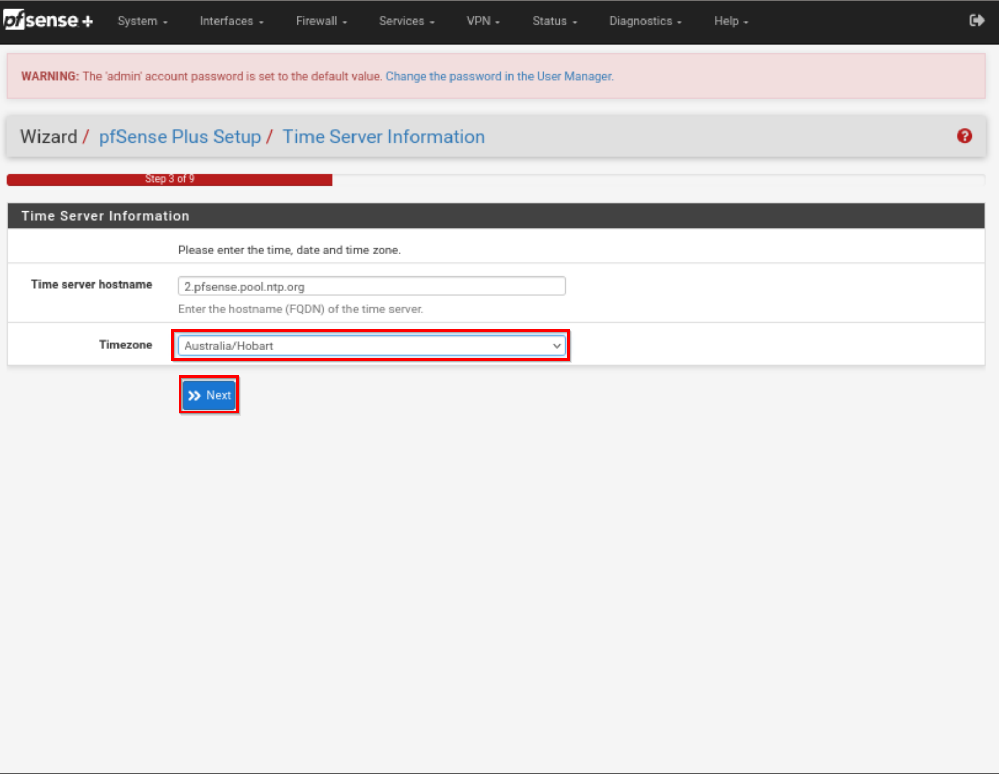 pfsense +
System
Interfaces
Firewall
Services
VPN
Status
Diagnostics
Help
WARNING: The 'admin' account password is set to the default value. Change the password in the User Manager.
Wizard / pfSense Plus Setup / Time Server Information
Step 3 of 9
Time Server Information
Please enter the time, date and time zone.
Time server hostname
2.pfsense.pool.ntp.org
Enter the hostname (FQDN) of the time server.
Timezone
Australia/Hobart
Next